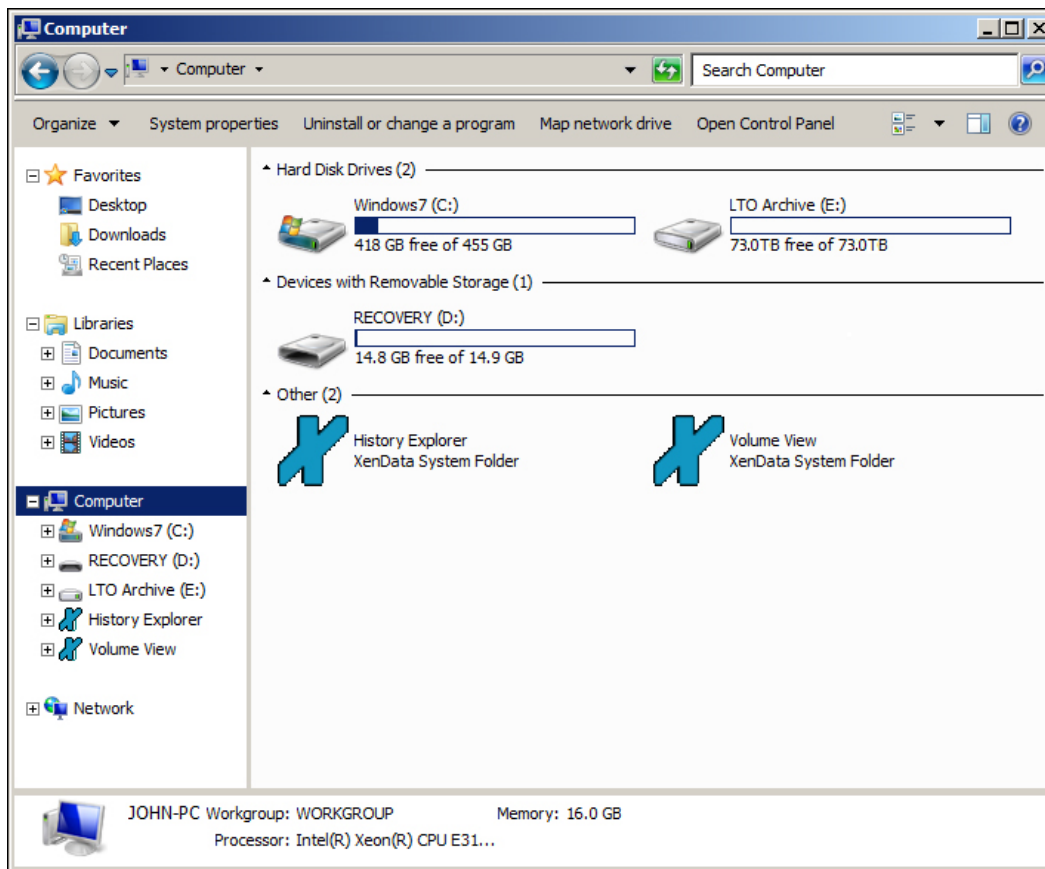 Computer
Computer
Search Computer
Organize System properties Uninstall or change a program Map network drive Open Control Panel
Favorites
Desktop
Downloads
Recent Places
Libraries
Documents
Music
Pictures
Videos
Computer
Windows7 (C:)
RECOVERY (D:)
LTO Archive (E:)
History Explorer
Volume View
Network
Hard Disk Drives (2)
Windows7 (C:)
418 GB free of 455 GB
LTO Archive (E:)
73.0TB free of 73.0TB
Devices with Removable Storage (1)
RECOVERY (D:)
14.8 GB free of 14.9 GB
Other (2)
History Explorer
XenData System Folder
Volume View
XenData System Folder
JOHN-PC Workgroup: WORKGROUP Memory: 16.0 GB
Processor: Intel(R) Xeon(R) CPU E31...